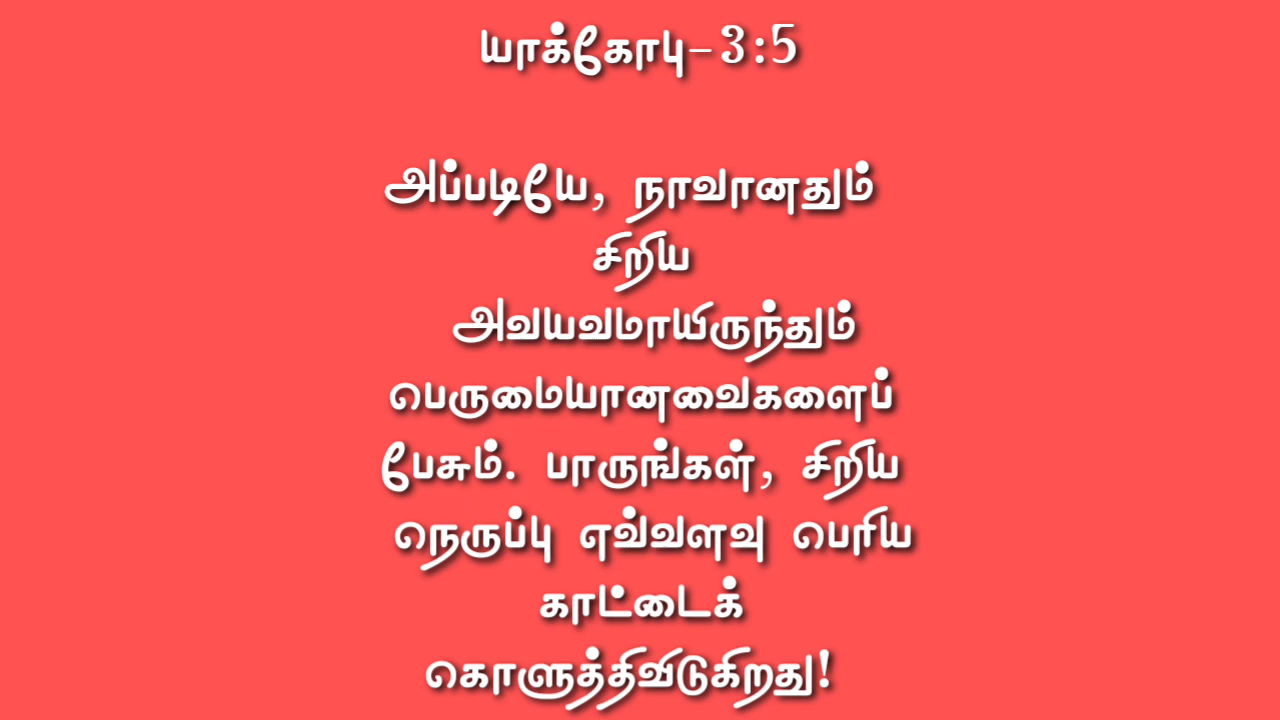 யாக்கோபு-3:5
அப்படியே, நாவானதும்
சிறிய
அவயவமாயிருந்தும்
பெருமையானவைகளைப்
பேசும். பாருங்கள், சிறிய
நெருப்பு எவ்வளவு பெரிய
காட்டைக்
கொளுத்திவிடுகிறது!